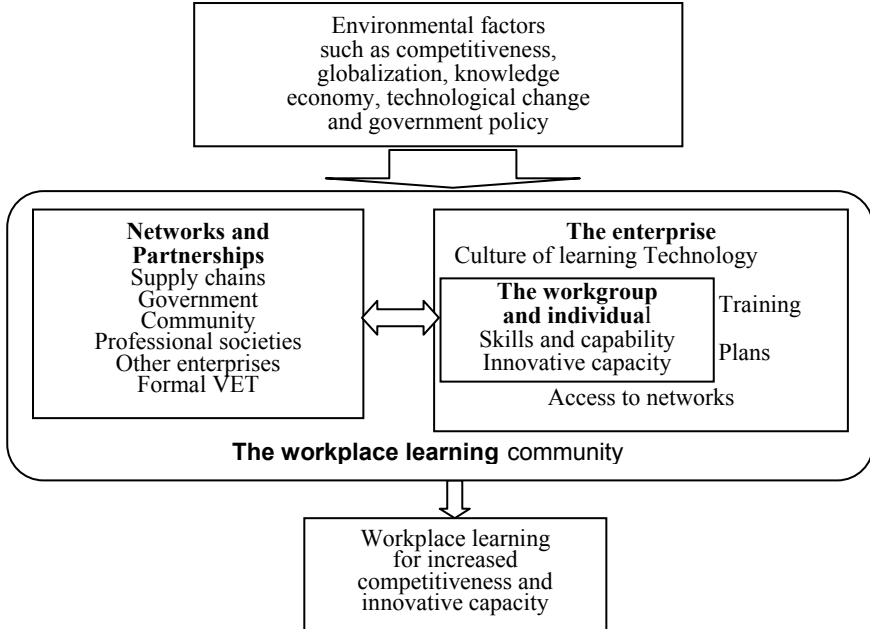 Environmental factors
such as competitiveness,
globalization, knowledge
economy, technological change
and government policy
Networks and
Partnerships
Supply chains
Government
Community
Professional societies
Other enterprises
Formal VET
The enterprise
Culture of learning Technology
The workgroup
and individual
Skills and capability
Innovative capacity
Training
Plans
Access to networks
The workplace learning community
Workplace learning
for increased
competitiveness and
innovative capacity